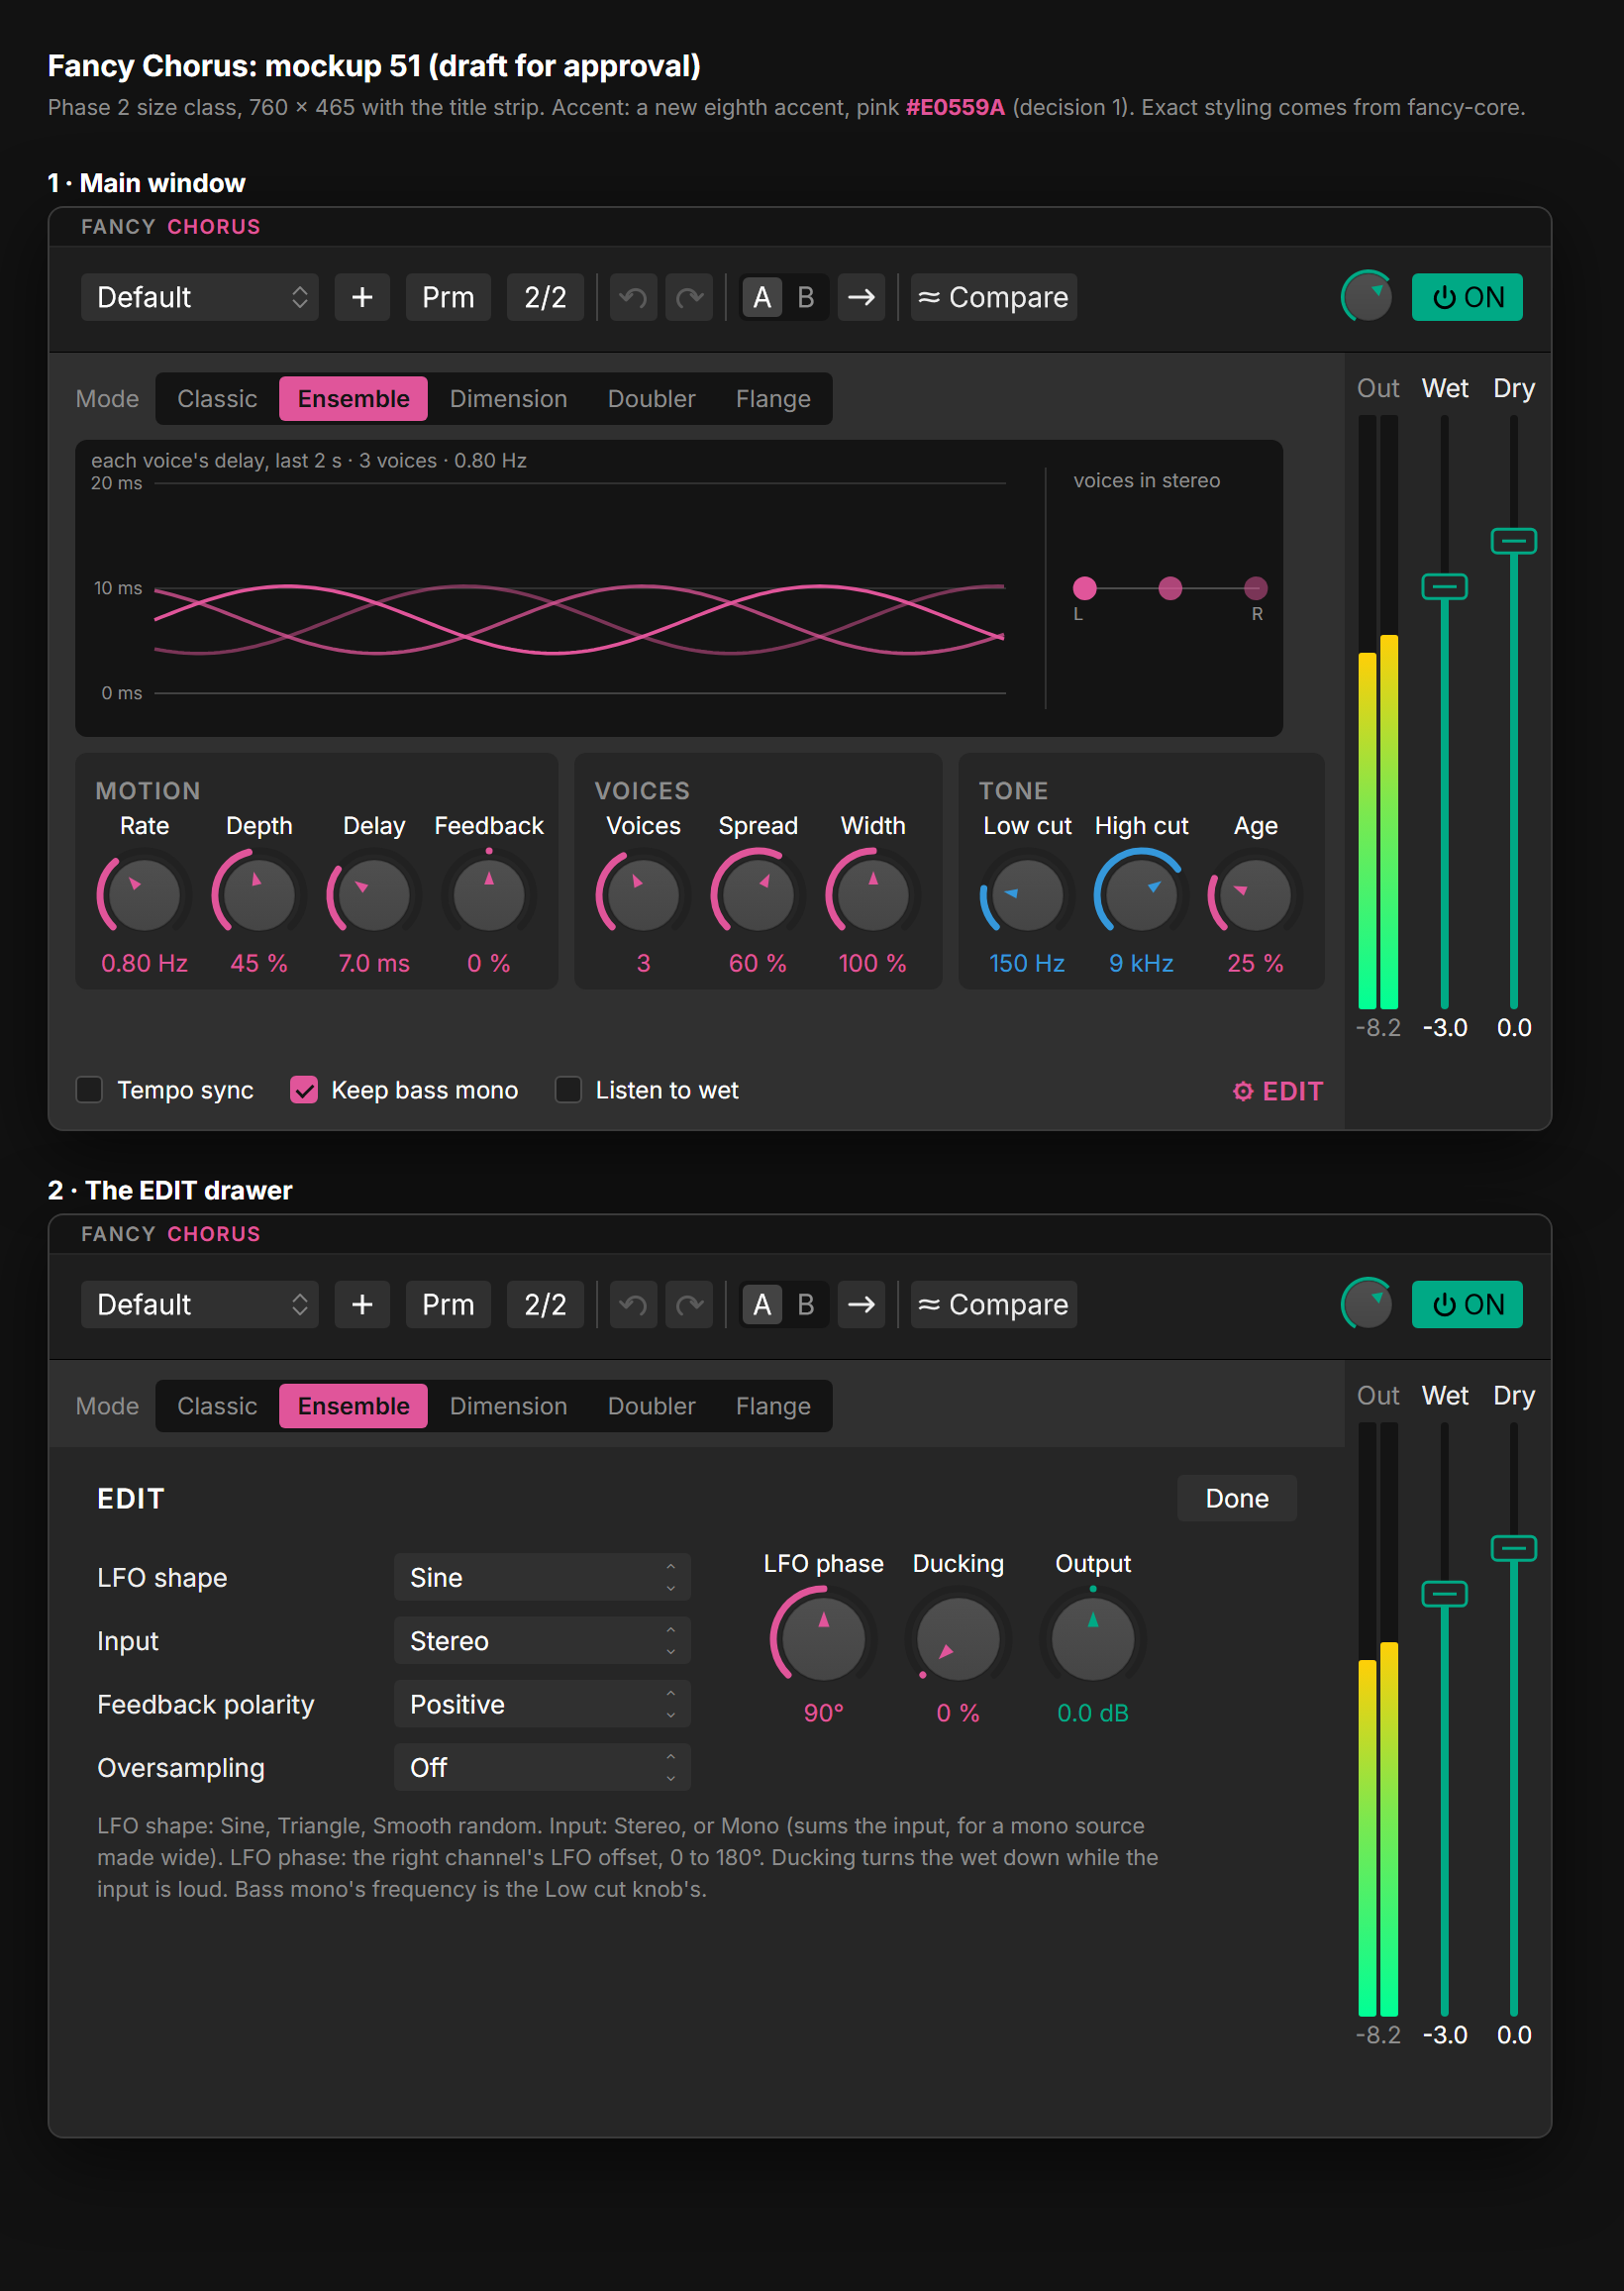 Fancy Chorus: mockup 51 (draft for approval)
Phase 2 size class, 760 × 465 with the title strip. Accent: a new eighth accent, pink #E0559A (decision 1). Exact styling comes from fancy-core.
1 · Main window
FANCY CHORUS
Default + Prm 2/2 A B → ≈ Compare ON
Mode Classic Ensemble Dimension Doubler Flange
Out Wet Dry
each voice's delay, last 2 s · 3 voices · 0.80 Hz
20 ms
voices in stereo
10 ms
L R
0 ms
MOTION VOICES TONE
Rate Depth Delay Feedback Voices Spread Width Low cut High cut Age
0.80 Hz 45 % 7.0 ms 0 % 3 60 % 100 % 150 Hz 9 kHz 25 %
-8.2 -3.0 0.0
Tempo sync Keep bass mono Listen to wet EDIT
2 · The EDIT drawer
FANCY CHORUS
Default + Prm 2/2 A B → ≈ Compare ON
Mode Classic Ensemble Dimension Doubler Flange
Out Wet Dry
EDIT Done
LFO shape Sine
Input Stereo
Feedback polarity Positive
Oversampling Off
LFO phase Ducking Output
90° 0 % 0.0 dB
LFO shape: Sine, Triangle, Smooth random. Input: Stereo, or Mono (sums the input, for a mono source
made wide). LFO phase: the right channel's LFO offset, 0 to 180°. Ducking turns the wet down while the
input is loud. Bass mono's frequency is the Low cut knob's.
-8.2 -3.0 0.0